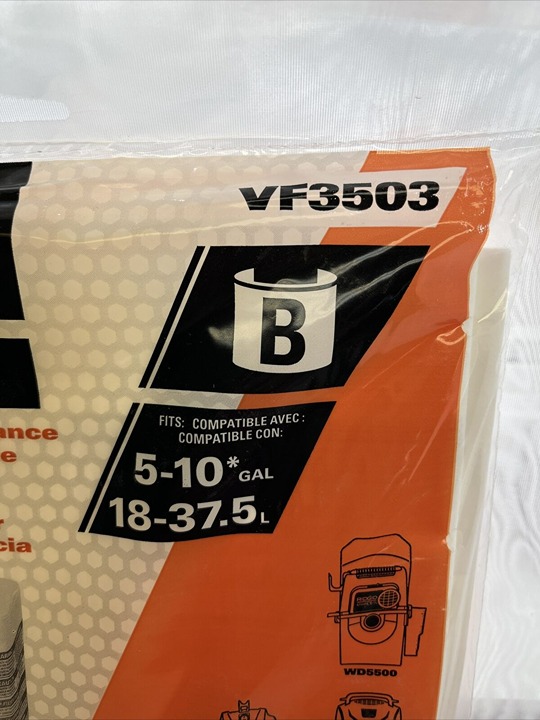 VF3503
B
FITS: COMPATIBLE AVEC :
COMPATIBLE CON:
5-10* GAL
18-37.5 L
WD5500